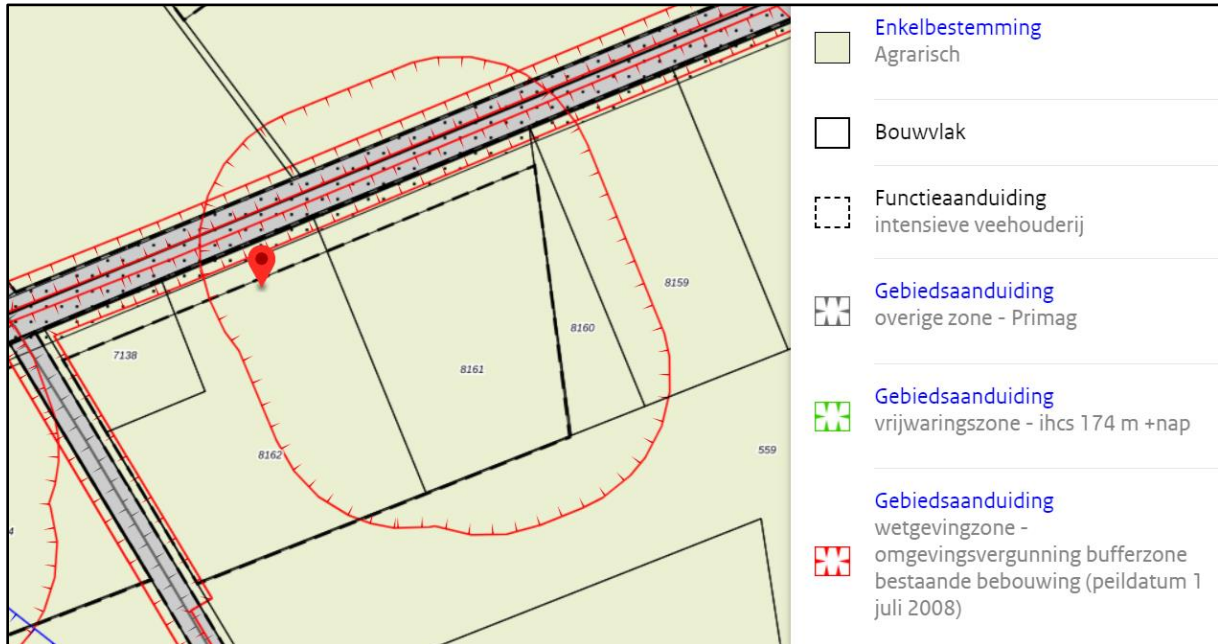 7138
8161
8160
8159
8162
559
4
Enkelbestemming
Agrarisch
Bouwvlak
Functieaanduiding
intensieve veehouderij
Gebiedsaanduiding
overige zone - Primag
Gebiedsaanduiding
vrijwaringszone - ihcs 174 m +nap
Gebiedsaanduiding
wetgevingzone -
omgevingsvergunning bufferzone
bestaande bebouwing (peildatum 1
juli 2008)